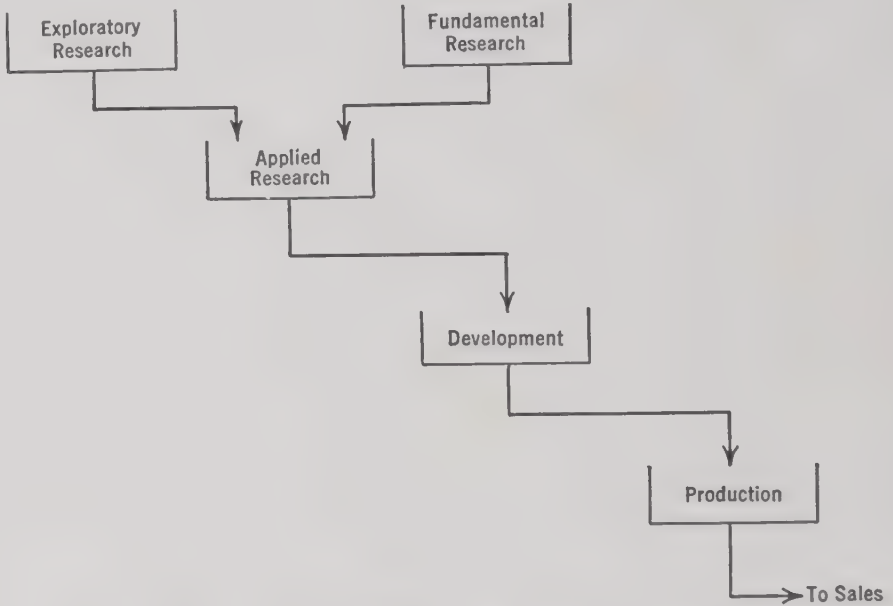 Exploratory
Research
Fundamental
Research
Applied
Research
Development
Production
To Sales